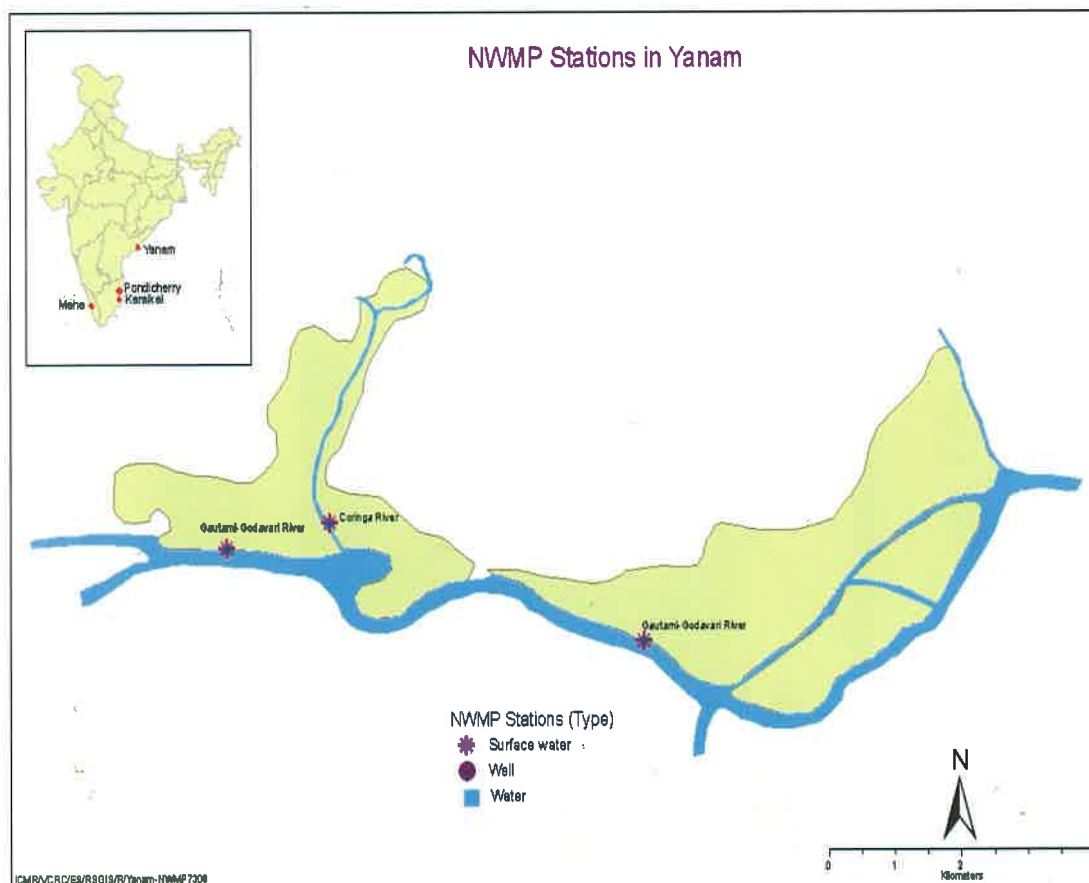 NWMP Stations in Yanam
Yanam
Pondicherry
Karaikal
Mahe
Gautami-Godavari River
Coringa River
Gautami-Godavari River
NWMP Stations (Type)
Surface water
Well
Water
N
0 1 2
Kilometers